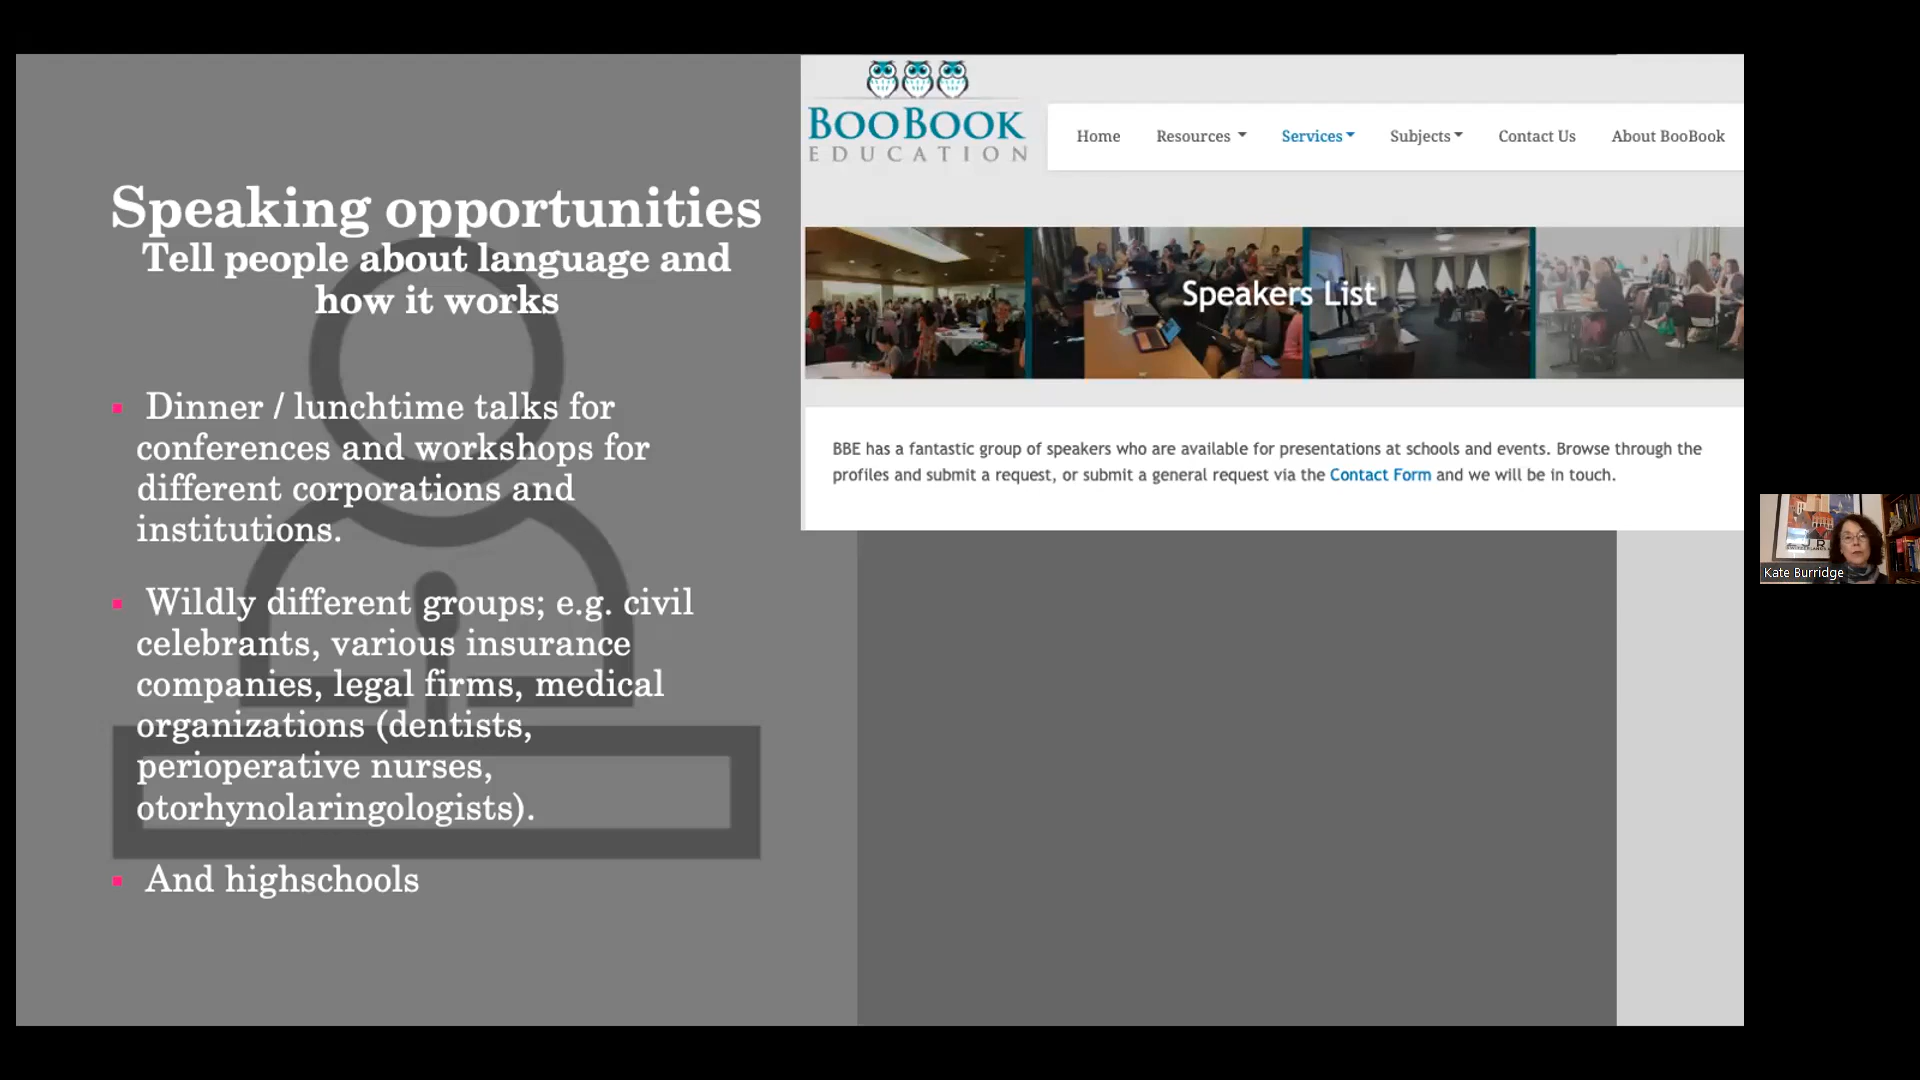 Speaking opportunities
Tell people about language and
how it works
▪ Dinner / lunchtime talks for
conferences and workshops for
different corporations and
institutions.
▪ Wildly different groups; e.g. civil
celebrants, various insurance
companies, legal firms, medical
organizations (dentists,
perioperative nurses,
otorhynolaringologists).
▪ And highschools
BOOBOOK
EDUCATION
Home Resources Services Subjects Contact Us About BooBook
Speakers List
BBE has a fantastic group of speakers who are available for presentations at schools and events. Browse through the
profiles and submit a request, or submit a general request via the Contact Form and we will be in touch.
Kate Burridge